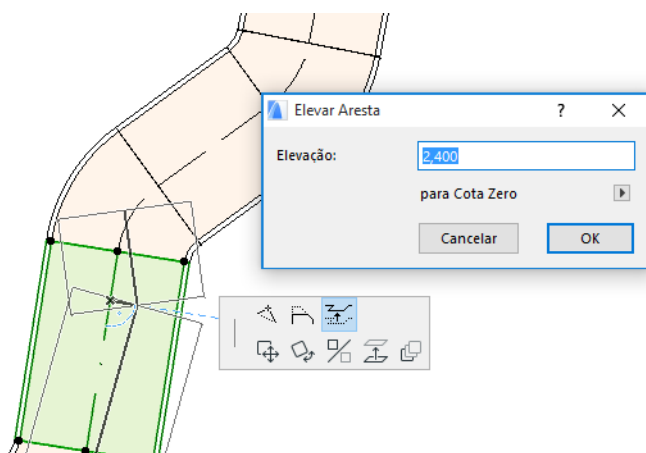 Elevar Aresta
?
Elevação:
2,400
para Cota Zero
Cancelar
OK